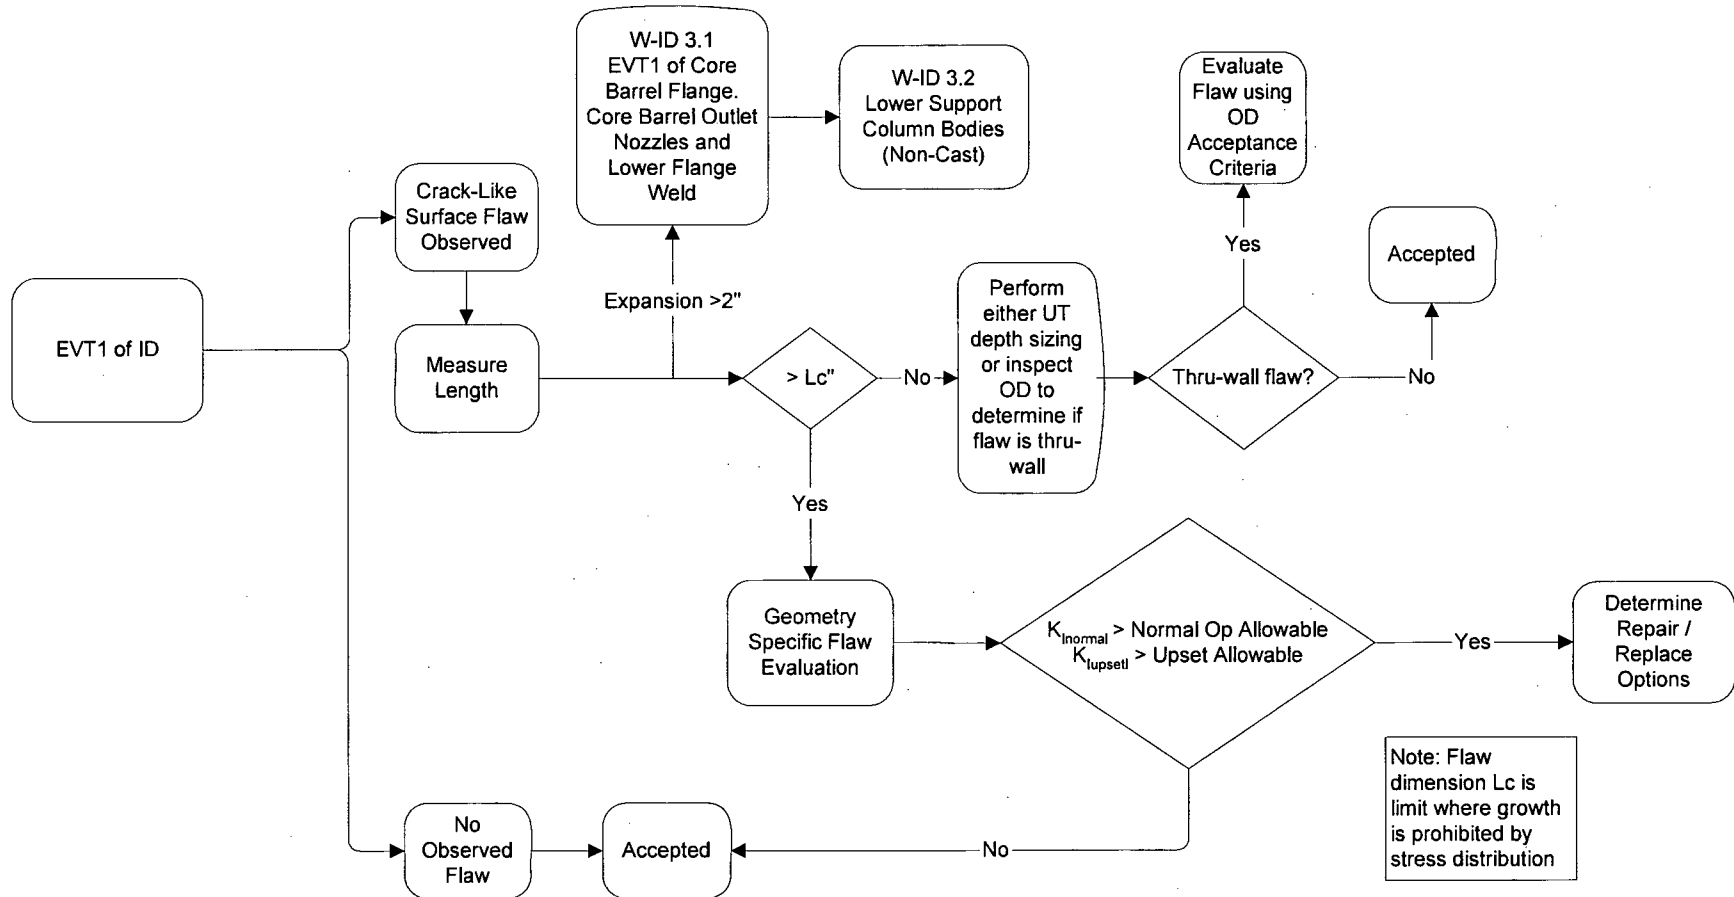 W-ID 3.1
EVT1 of Core
Barrel Flange.
Core Barrel Outlet
Nozzles and
Lower Flange
Weld
W-ID 3.2
Lower Support
Column Bodies
(Non-Cast)
Evaluate
Flaw using
OD
Acceptance
Criteria
Crack-Like
Surface Flaw
Observed
Yes
Accepted
Expansion >2"
Perform
either UT
depth sizing
or inspect
OD to
determine if
flaw is thru-
wall
EVT1 of ID
Measure
Length
> Lc"
No
Thru-wall flaw?
No
Yes
Geometry
Specific Flaw
Evaluation
KInormal > Normal Op Allowable
K[upsetl > Upset Allowable
Yes
Determine
Repair /
Replace
Options
Note: Flaw
dimension Lc is
limit where growth
is prohibited by
stress distribution
No
Observed
Flaw
Accepted
No